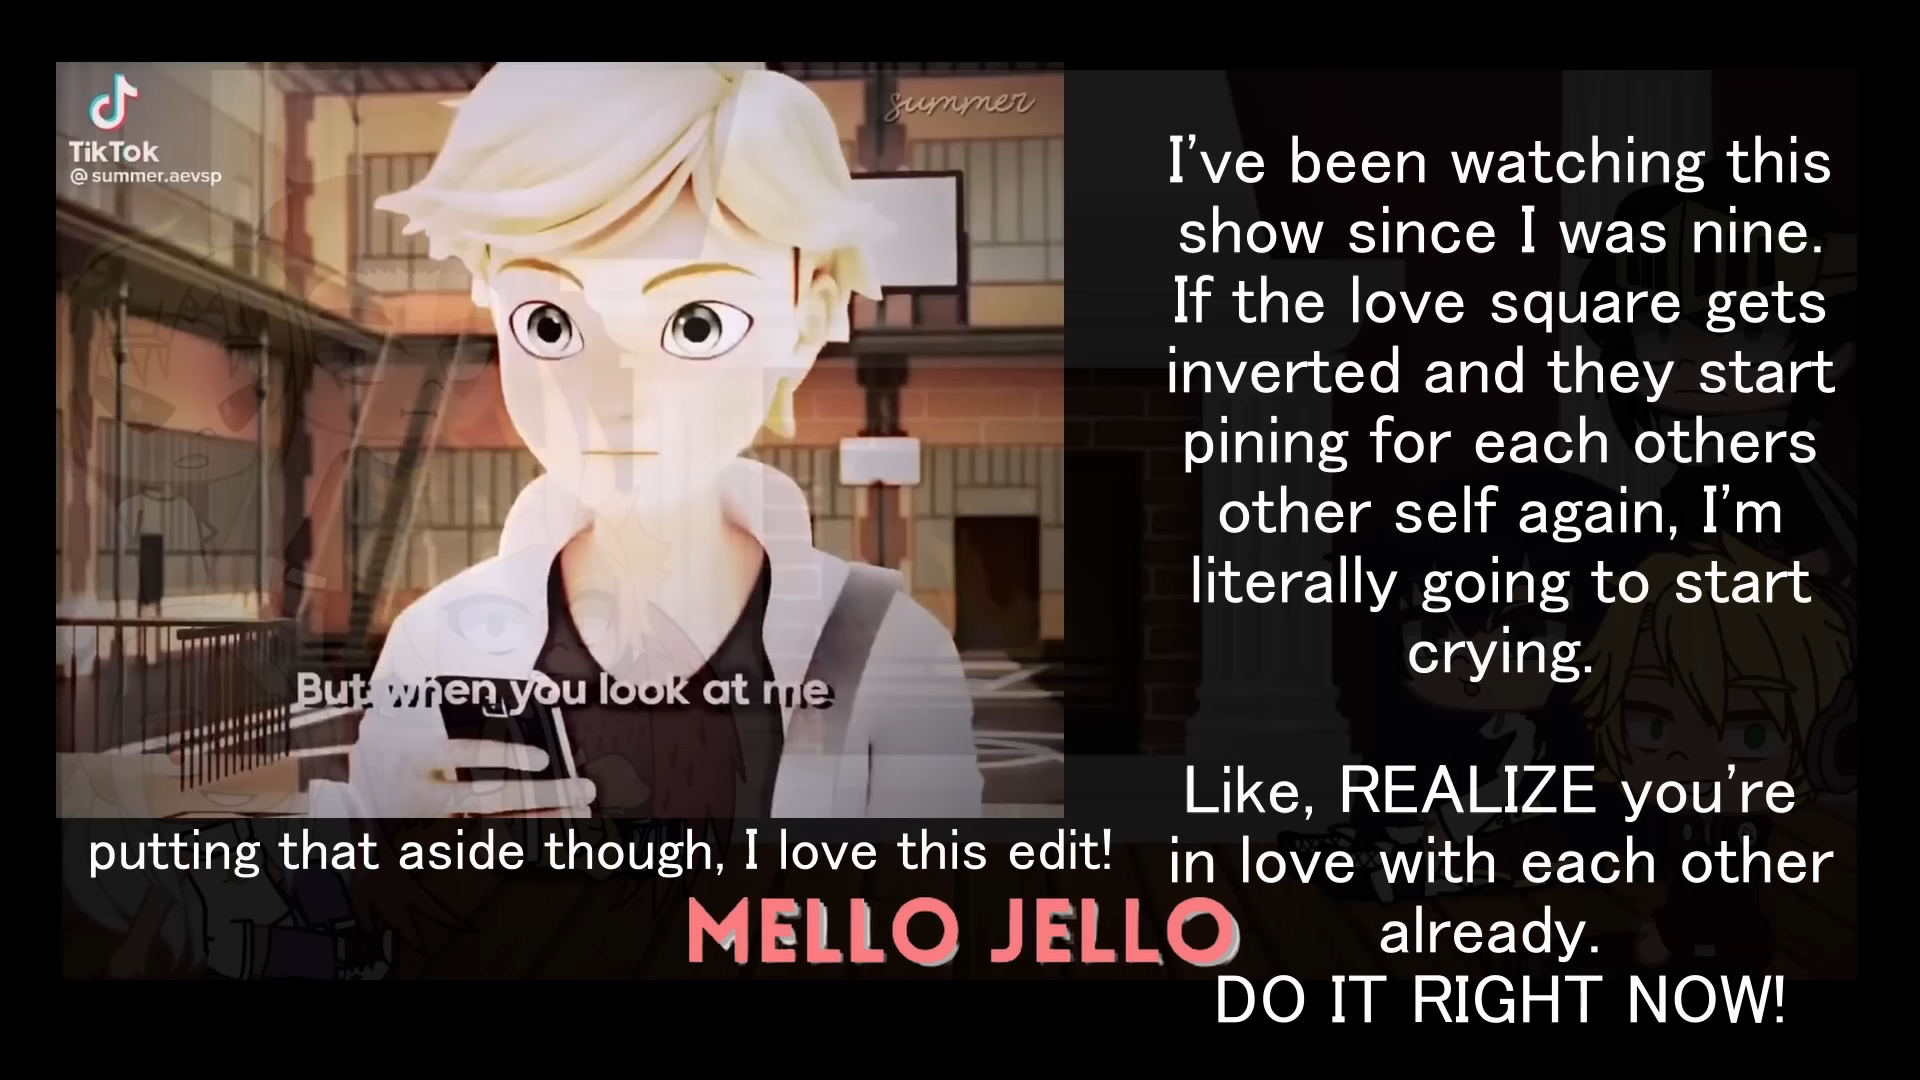 TikTok
@summer.aevsp
summer
But when you look at me
putting that aside though, I love this edit!
MELLO JELLO
I've been watching this
show since I was nine.
If the love square gets
inverted and they start
pining for each others
other self again, I'm
literally going to start
crying.
Like, REALIZE you're
in love with each other
already.
DO IT RIGHT NOW!